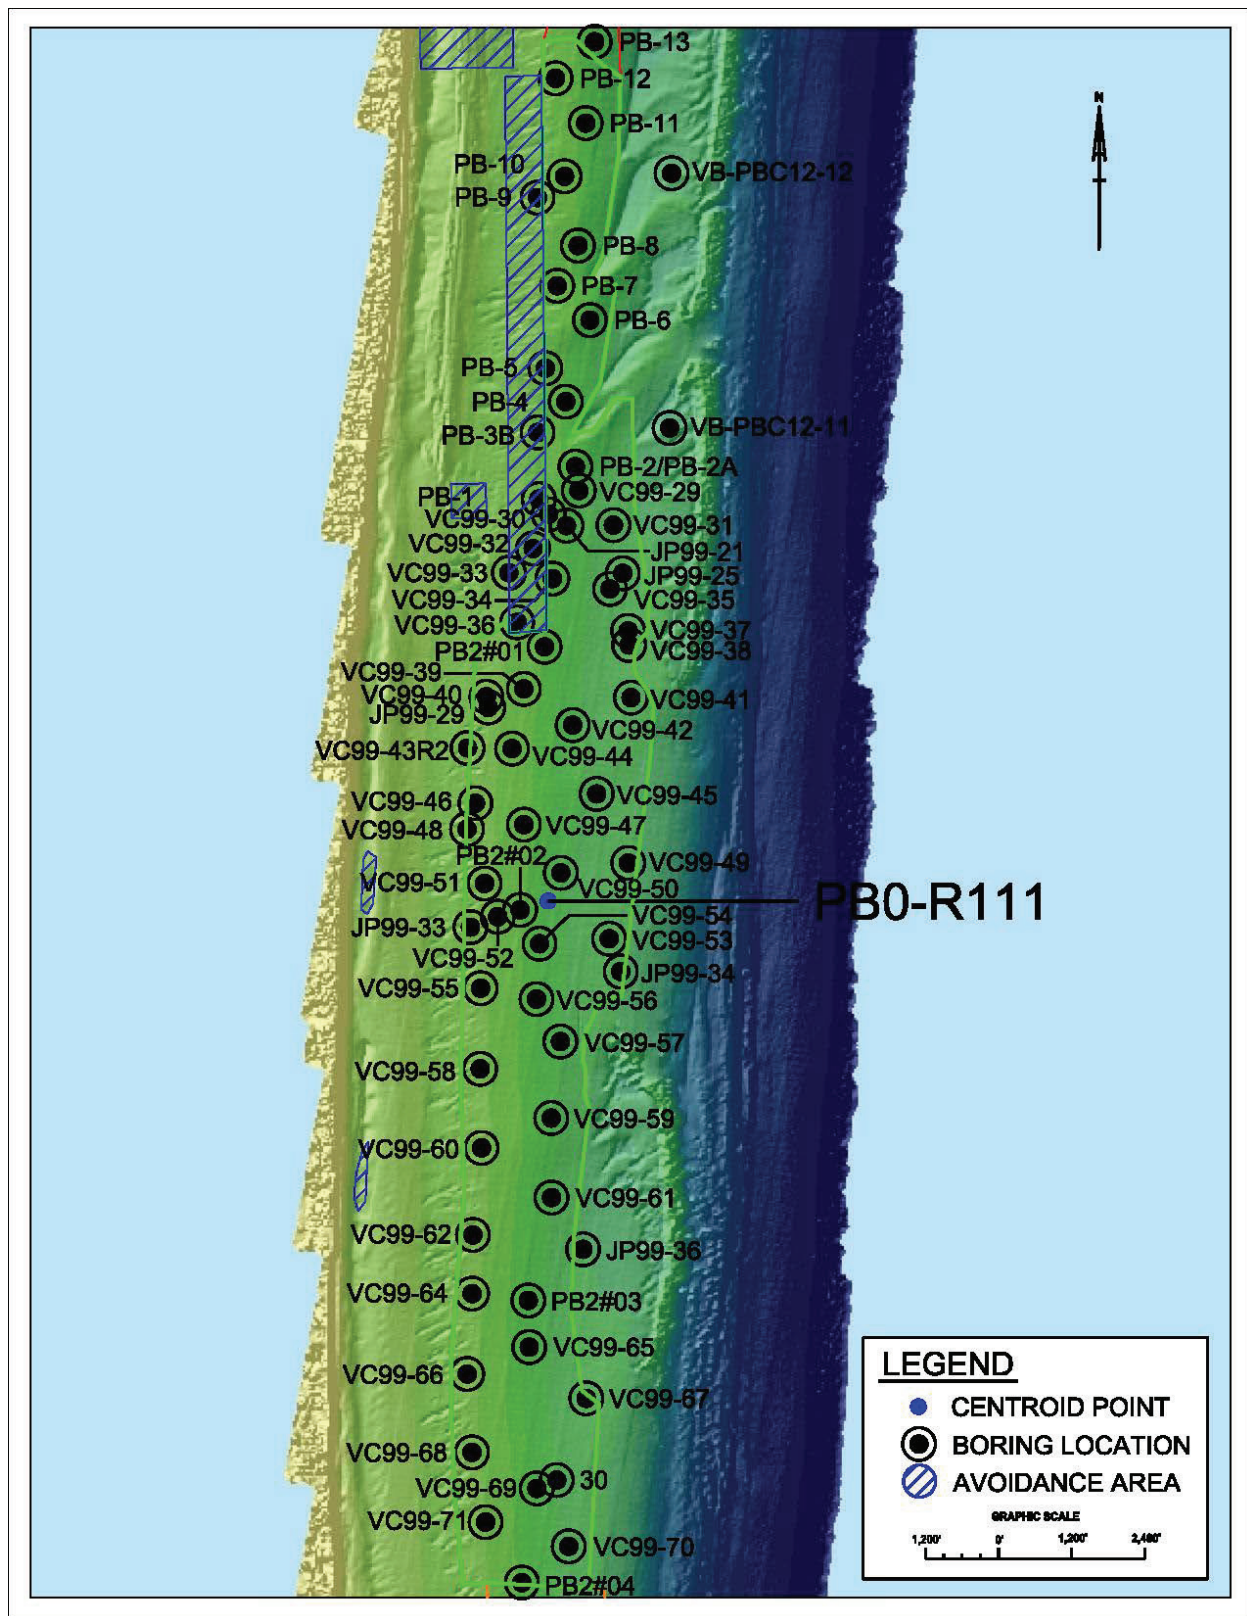 PB-13
N
PB-12
PB-11
PB-10
VB-PBC12-12
PB-9
PB-8
PB-7
PB-6
PB-5
PB-4
VB-PBC12-11
PB-3B
PB-2/PB-2A
VC99-29
PB-1
VC99-30
VC99-31
VC99-32
JP99-21
VC99-33
JP99-25
VC99-34
VC99-35
VC99-36
VC99-37
PB2#01
VC99-38
VC99-39
VC99-40
VC99-41
JP99-29
VC99-42
VC99-43R2
VC99-44
VC99-46
VC99-45
VC99-48
VC99-47
PB2#02
VC99-49
VC99-51
VC99-50
PB0-R111
VC99-54
JP99-33
VC99-53
VC99-52
JP99-34
VC99-55
VC99-56
VC99-57
VC99-58
VC99-59
VC99-60
VC99-61
VC99-62
JP99-36
VC99-64
PB2#03
VC99-65
VC99-66
VC99-67
VC99-68
30
VC99-69
VC99-71
VC99-70
PB2#04
LEGEND
CENTROID POINT
BORING LOCATION
AVOIDANCE AREA
GRAPHIC SCALE
1,200' 0' 1,200' 2,400'